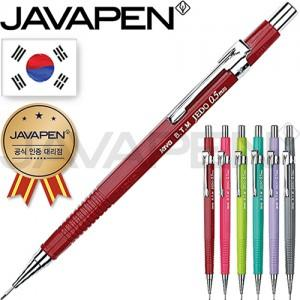 JAVAPEN®
JAVAPEN®
공식 인증 대리점
Java B.T.M JEDO 0.5mm
JAVAPEN